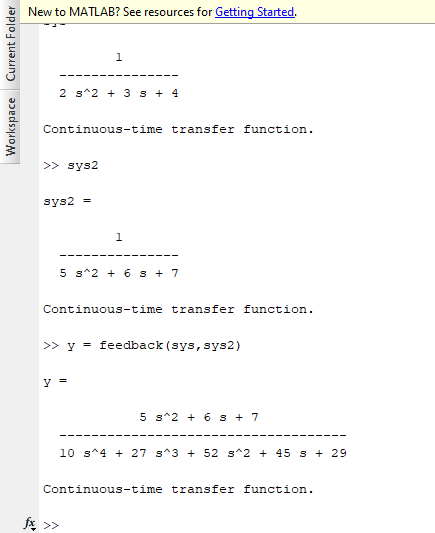 New to MATLAB? See resources for Getting Started.
Current Folder
Workspace
1
---------------
2 s^2 + 3 s + 4
Continuous-time transfer function.
>> sys2
sys2 =
1
---------------
5 s^2 + 6 s + 7
Continuous-time transfer function.
>> y = feedback(sys,sys2)
y =
5 s^2 + 6 s + 7
------------------------------------
10 s^4 + 27 s^3 + 52 s^2 + 45 s + 29
Continuous-time transfer function.
fx >>